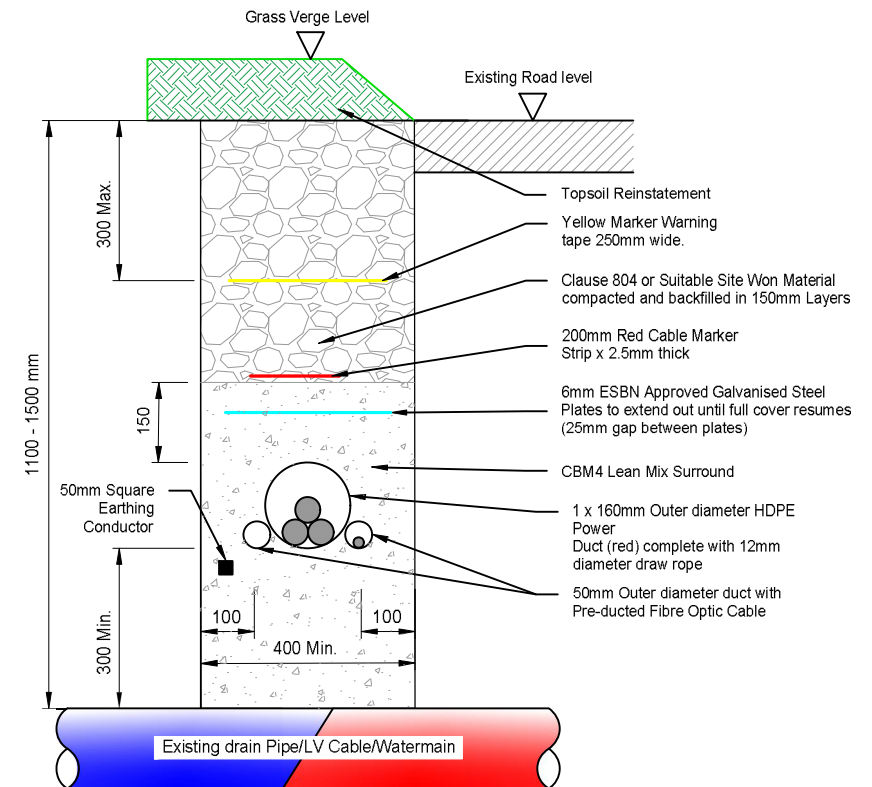 Grass Verge Level
Existing Road level
300 Max.
Topsoil Reinstatement
Yellow Marker Warning
tape 250mm wide.
Clause 804 or Suitable Site Won Material
compacted and backfilled in 150mm Layers
200mm Red Cable Marker
Strip x 2.5mm thick
1100 - 1500 mm
150
6mm ESBN Approved Galvanised Steel
Plates to extend out until full cover resumes
(25mm gap between plates)
CBM4 Lean Mix Surround
50mm Square
Earthing
Conductor
1 x 160mm Outer diameter HDPE
Power
Duct (red) complete with 12mm
diameter draw rope
50mm Outer diameter duct with
Pre-ducted Fibre Optic Cable
300 Min.
100
100
400 Min.
Existing drain Pipe/LV Cable/Watermain